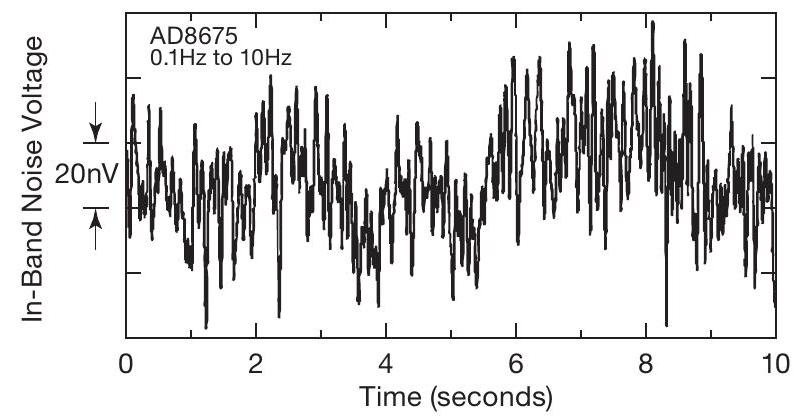 AD8675
0.1Hz to 10Hz
In-Band Noise Voltage
20nV
0 2 4 6 8 10
Time (seconds)